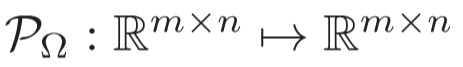 𝒫_Ω : ℝ^{m×n} ↦ ℝ^{m×n}